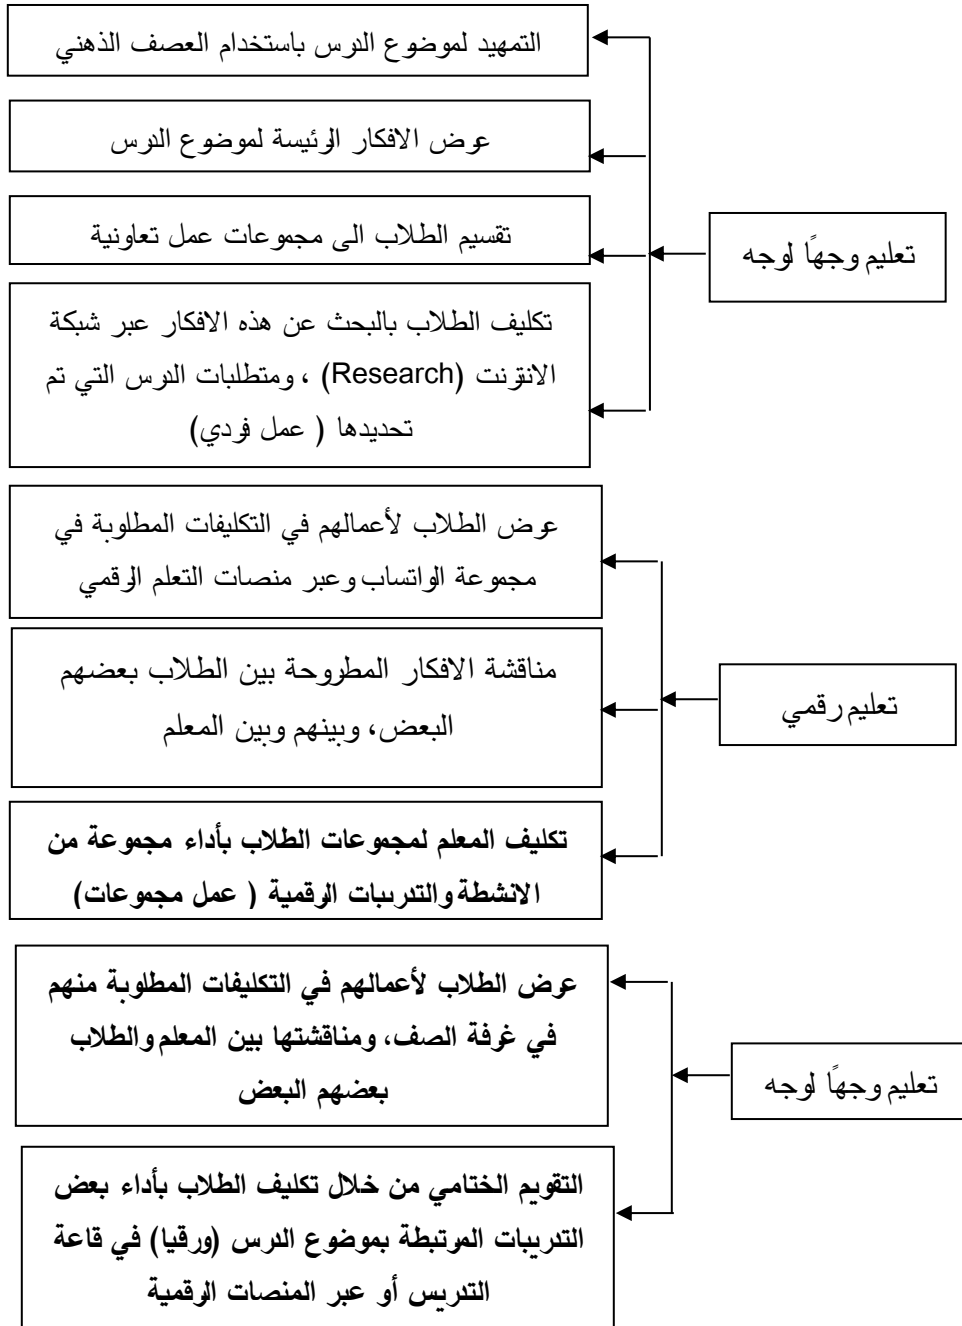 التمهيد لموضوع الدرس باستخدام العصف الذهني
عرض الافكار الرئيسة لموضوع الدرس
تقسيم الطلاب الى مجموعات عمل تعاونية
تعليم وجهًا لوجه
تكليف الطلاب بالبحث عن هذه الافكار عبر شبكة
الانترنت (Research) ، ومتطلبات الدرس التي تم
تحديدها ( عمل فردي)
عرض الطلاب لأعمالهم في التكليفات المطلوبة في
مجموعة الواتساب وعبر منصات التعلم الرقمي
مناقشة الافكار المطروحة بين الطلاب بعضهم
البعض، وبينهم وبين المعلم
تعليم رقمي
تكليف المعلم لمجموعات الطلاب بأداء مجموعة من
الانشطة والتدريبات الرقمية ( عمل مجموعات)
عرض الطلاب لأعمالهم في التكليفات المطلوبة منهم
في غرفة الصف، ومناقشتها بين المعلم والطلاب
بعضهم البعض
تعليم وجهًا لوجه
التقويم الختامي من خلال تكليف الطلاب بأداء بعض
التدريبات المرتبطة بموضوع الدرس (ورقيا) في قاعة
التدريس أو عبر المنصات الرقمية